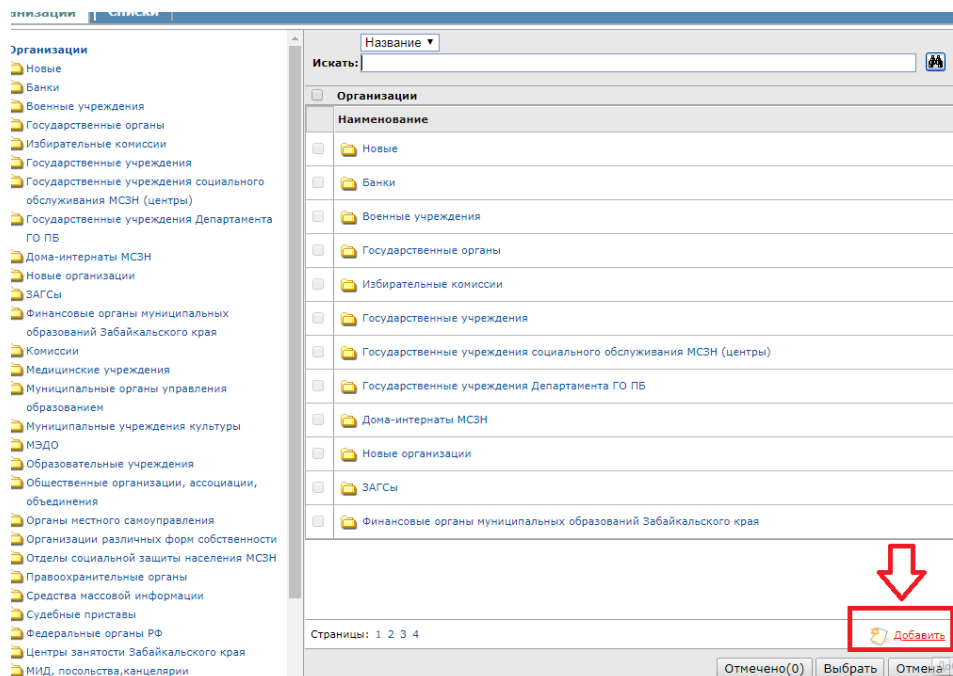 анизации | Списки
Организации
Новые
Банки
Военные учреждения
Государственные органы
Избирательные комиссии
Государственные учреждения
Государственные учреждения социального
обслуживания МСЗН (центры)
Государственные учреждения Департамента
ГО ПБ
Дома-интернаты МСЗН
Новые организации
ЗАГСы
Финансовые органы муниципальных
образований Забайкальского края
Комиссии
Медицинские учреждения
Муниципальные органы управления
образованием
Муниципальные учреждения культуры
МЭДО
Образовательные учреждения
Общественные организации, ассоциации,
объединения
Органы местного самоуправления
Организации различных форм собственности
Отделы социальной защиты населения МСЗН
Правоохранительные органы
Средства массовой информации
Судебные приставы
Федеральные органы РФ
Центры занятости Забайкальского края
МИД, посольства,канцелярии
Название
Искать:
Организации
Наименование
Новые
Банки
Военные учреждения
Государственные органы
Избирательные комиссии
Государственные учреждения
Государственные учреждения социального обслуживания МСЗН (центры)
Государственные учреждения Департамента ГО ПБ
Дома-интернаты МСЗН
Новые организации
ЗАГСы
Финансовые органы муниципальных образований Забайкальского края
Страницы: 1 2 3 4
Добавить
Отмечено(0) Выбрать Отмена